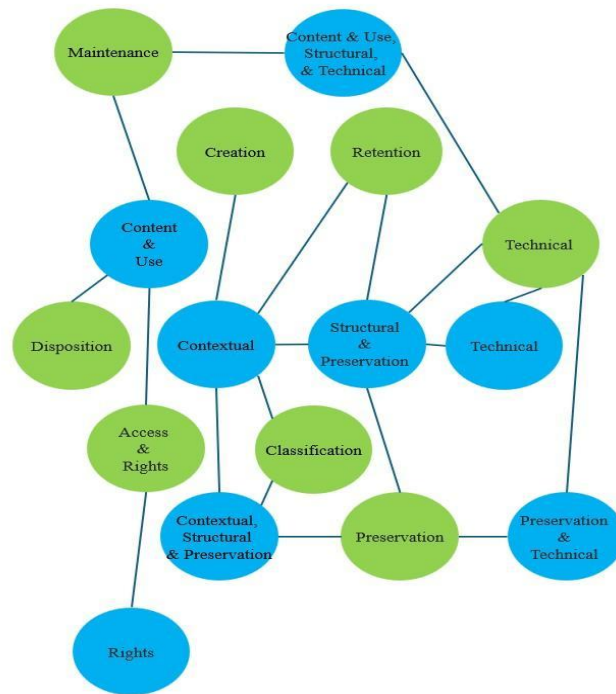 Maintenance
Content & Use,
Structural,
& Technical
Creation
Retention
Content
&
Use
Technical
Disposition
Contextual
Structural
&
Preservation
Technical
Access
&
Rights
Classification
Contextual,
Structural
& Preservation
Preservation
Preservation
&
Technical
Rights